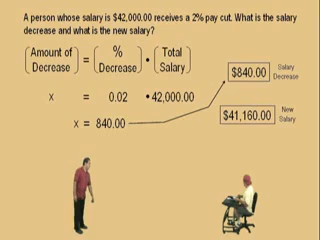 A person whose salary is $42,000.00 receives a 2% pay cut. What is the salary
decrease and what is the new salary?
(Amount of Decrease) = (% Decrease) • (Total Salary)
x = 0.02 • 42,000.00
x = 840.00
$840.00 Salary Decrease
$41,160.00 New Salary